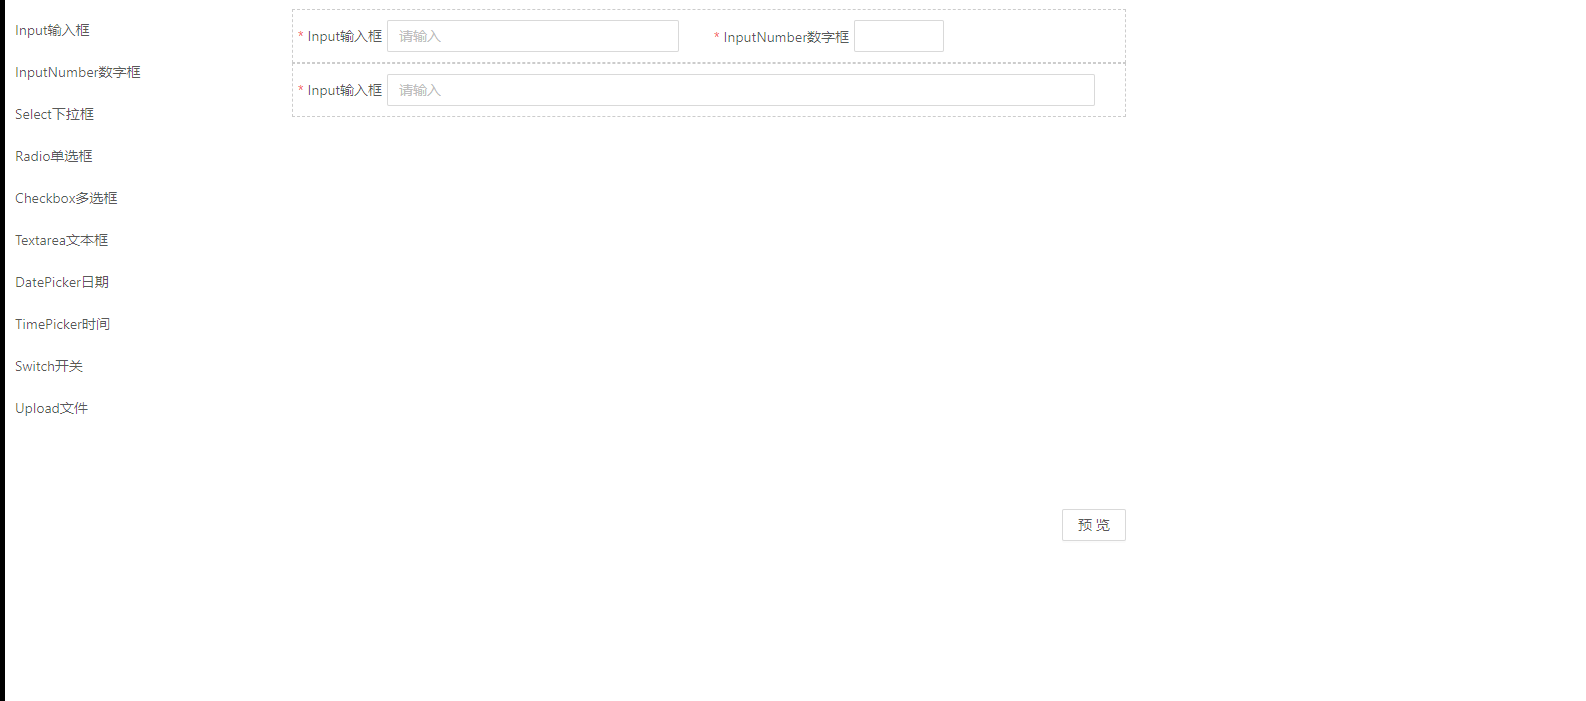 Input输入框
InputNumber数字框
Select下拉框
Radio单选框
Checkbox多选框
Textarea文本框
DatePicker日期
TimePicker时间
Switch开关
Upload文件
* Input输入框 请输入 * InputNumber数字框
* Input输入框 请输入
预 览